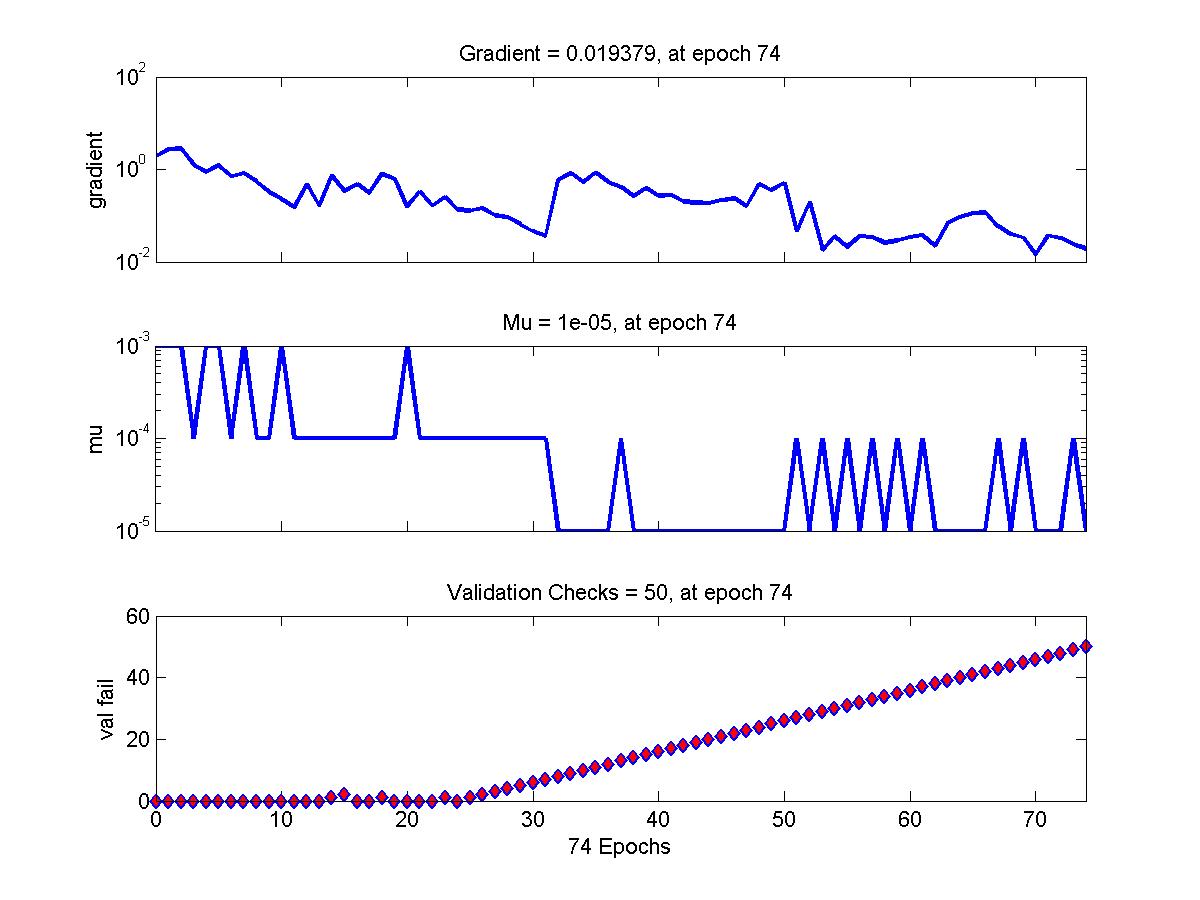 Gradient = 0.019379, at epoch 74
10^2
10^0
10^-2
gradient
Mu = 1e-05, at epoch 74
10^-3
10^-4
10^-5
mu
Validation Checks = 50, at epoch 74
60
40
20
0
val fail
0 10 20 30 40 50 60 70
74 Epochs